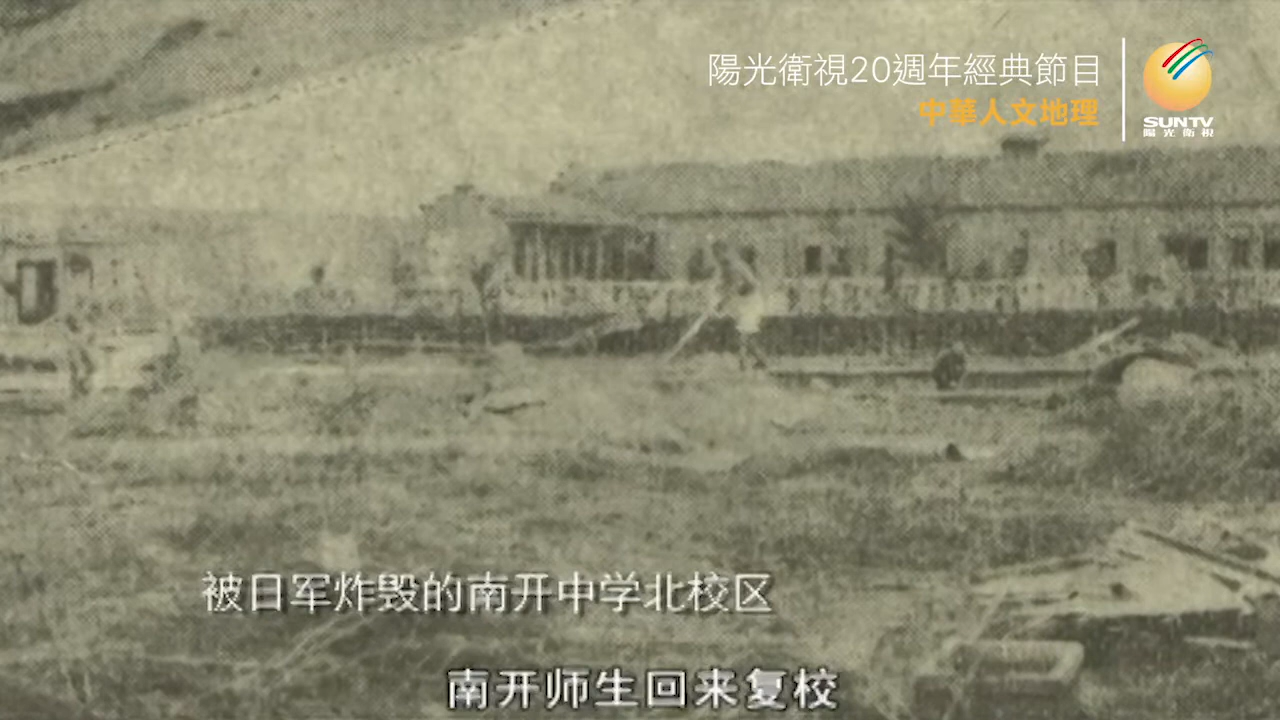 陽光衛視20週年經典節目
中華人文地理
SUNTV
陽光衛視
被日军炸毁的南开中学北校区
南开师生回来复校